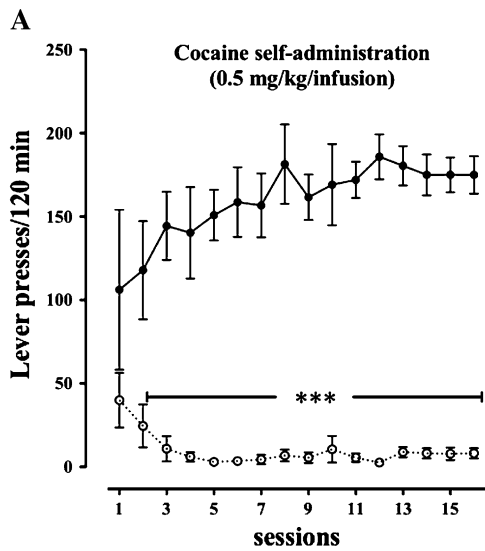 A
Cocaine self-administration
(0.5 mg/kg/infusion)
Lever presses/120 min
250
200
150
100
50
0
***
1 3 5 7 9 11 13 15
sessions